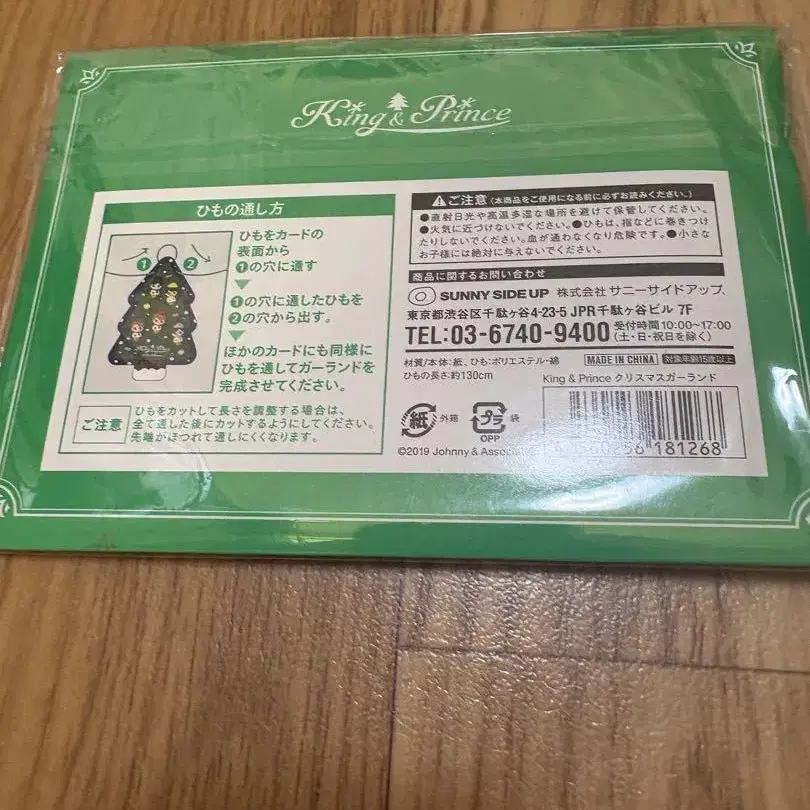 King & Prince
ひもの通し方
1 2
ひもをカードの
表面から
❶の穴に通す
❶の穴に通したひもを
❷の穴から出す。
ほかのカードにも同様に
ひもを通してガーランドを
完成させてください。
ご注意
ひもをカットして長さを調整する場合は、
全て通した後にカットするようにしてください。
先端がほつれて通しにくくなります。
ご注意(本商品をご使用になる前に必ずお読みください。)
●直射日光や高温多湿な場所を避けて保管してください。
●火気に近づけないでください。●ひもは、指などに巻きつけ
たりしないでください。血が通わなくなり危険です。●小さな
お子様には絶対に与えないでください。
商品に関するお問い合わせ
SUNNY SIDE UP 株式会社 サニーサイドアップ
東京都渋谷区千駄ヶ谷4-23-5 JPR千駄ヶ谷ビル 7F
TEL:03-6740-9400 受付時間10:00~17:00
(土・日・祝日を除く)
材質/本体:紙、ひも:ポリエステル・綿
ひもの長さ:約130cm
MADE IN CHINA 対象年齢15歳以上
King & Prince クリスマスガーランド
紙 外箱 プラ 袋
OPP
181268
©2019 Johnny &